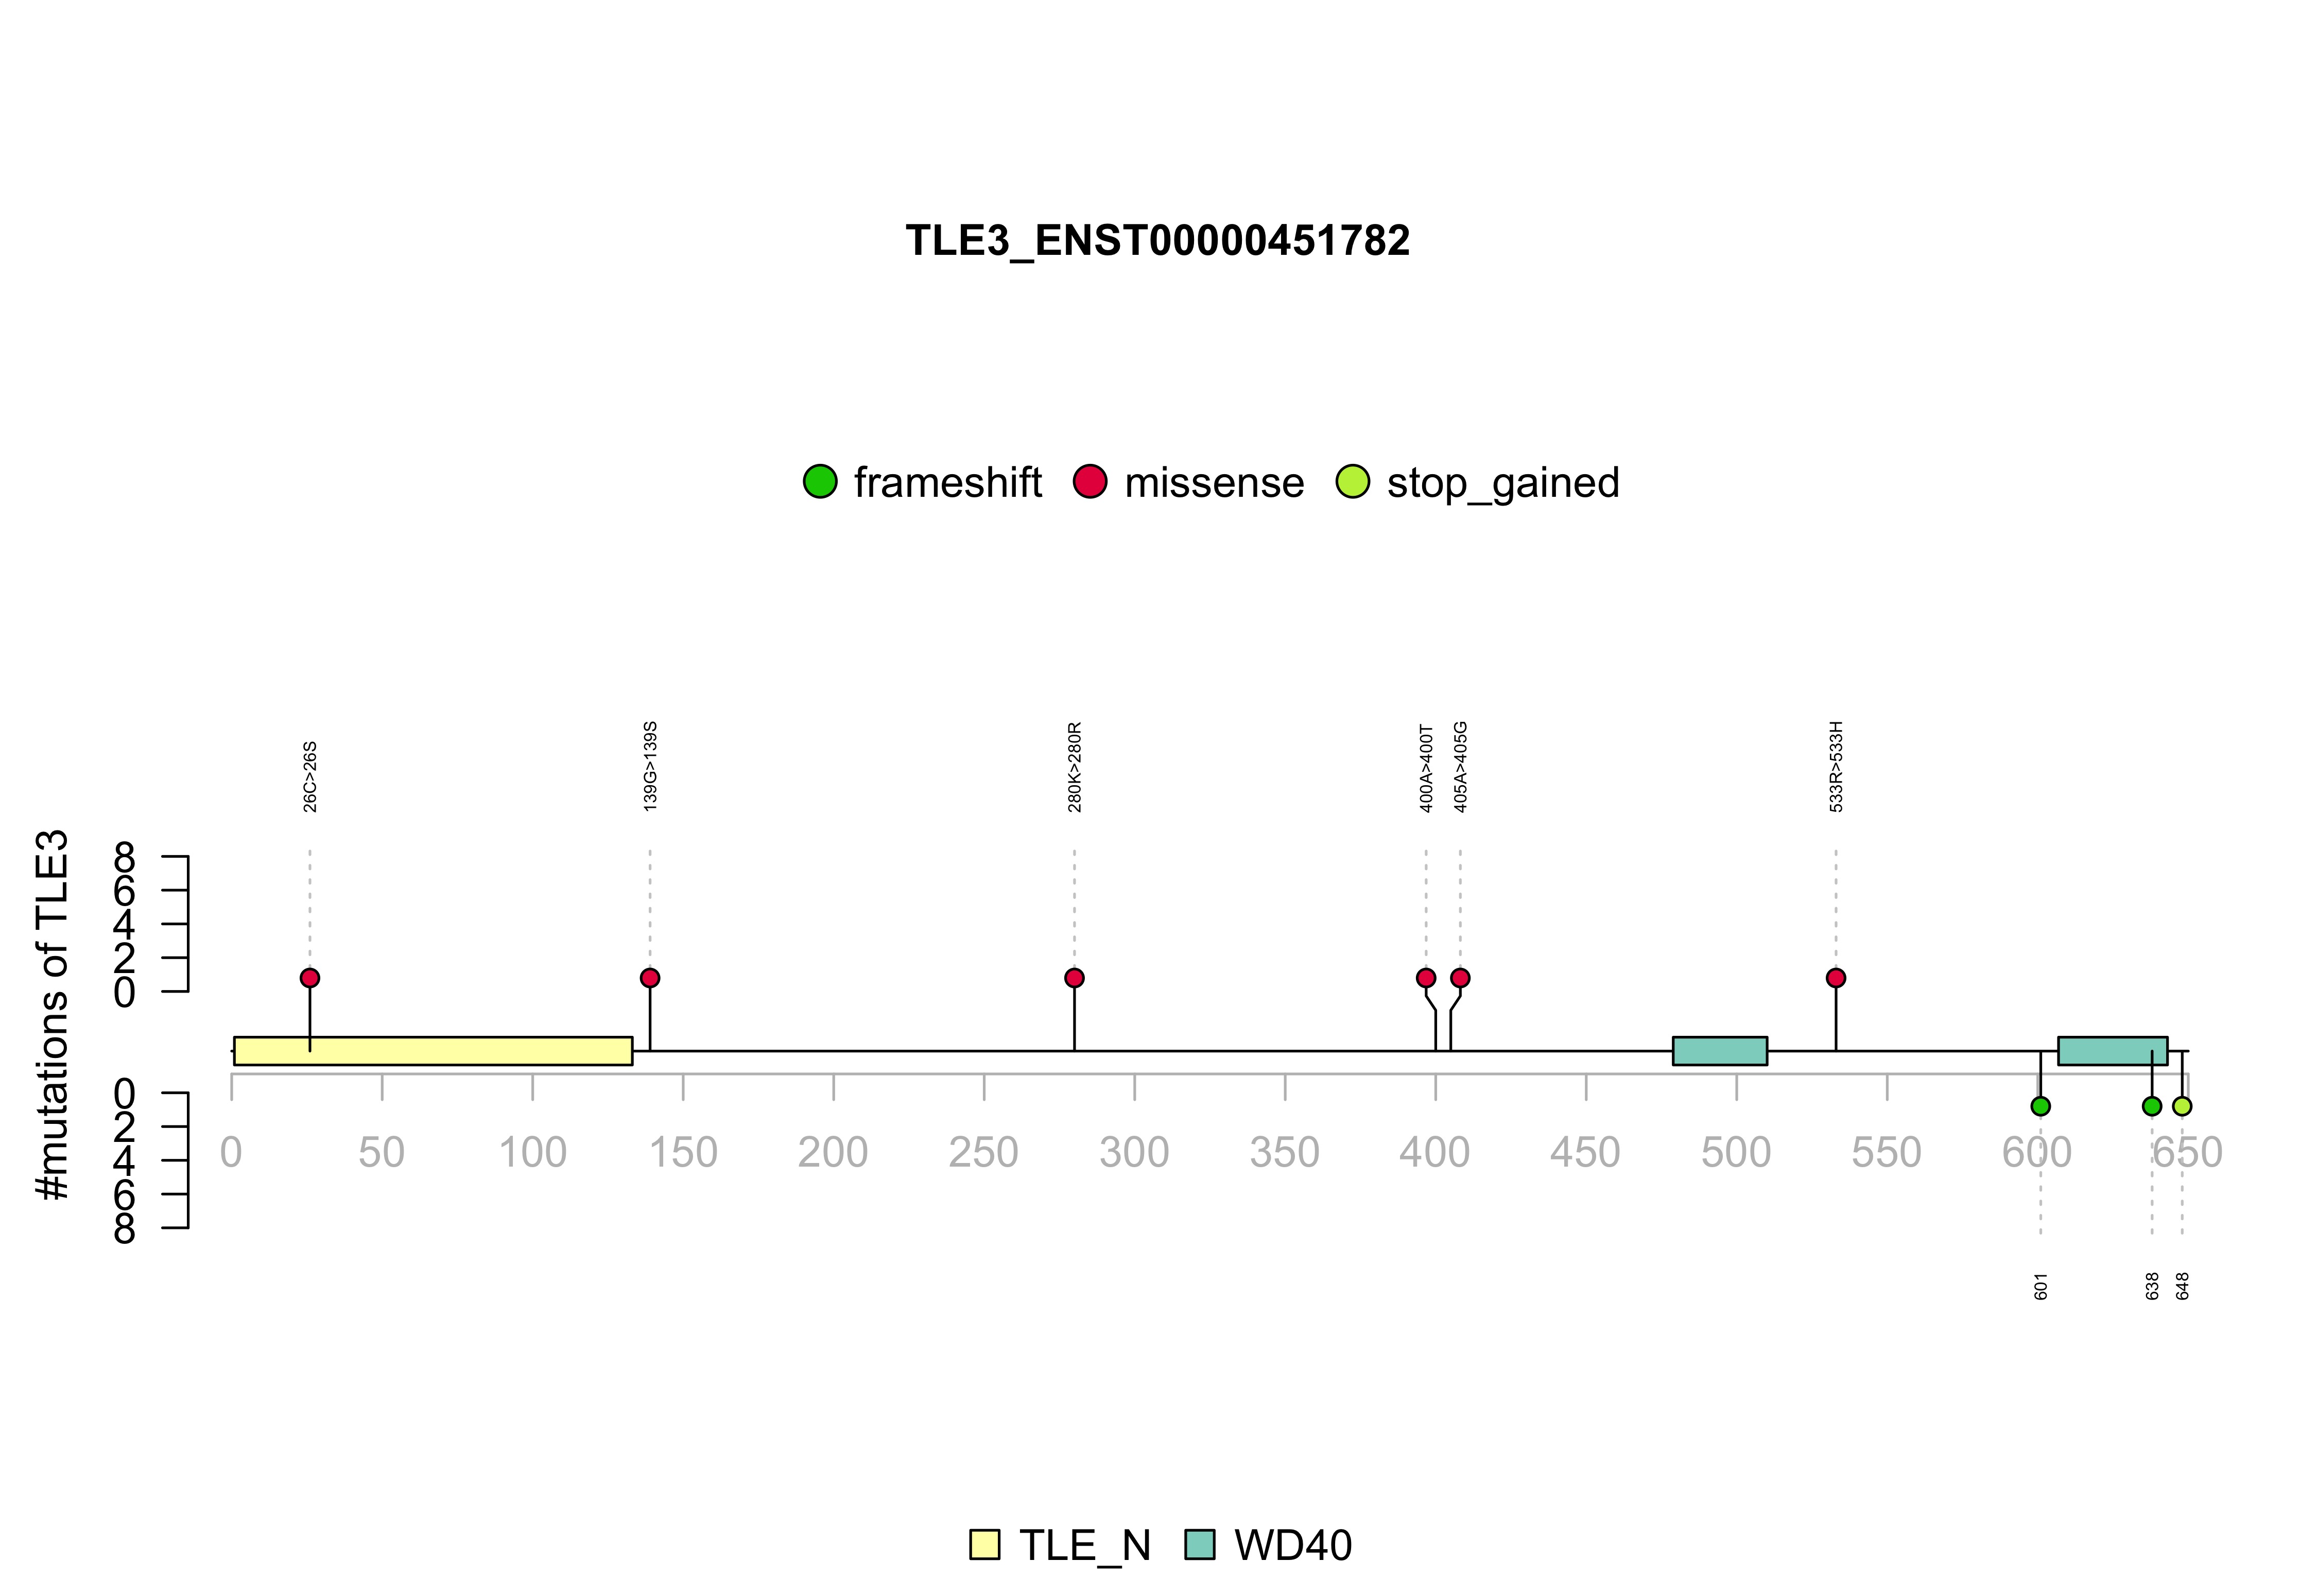 TLE3_ENST00000451782
frameshift missense stop_gained
26C>26S 139G>139S 280K>280R 400A>400T 405A>405G 533R>533H
#mutations of TLE3
8
6
4
2
0
0
2
4
6
8
0 50 100 150 200 250 300 350 400 450 500 550 600 650
601 638 648
TLE_N WD40